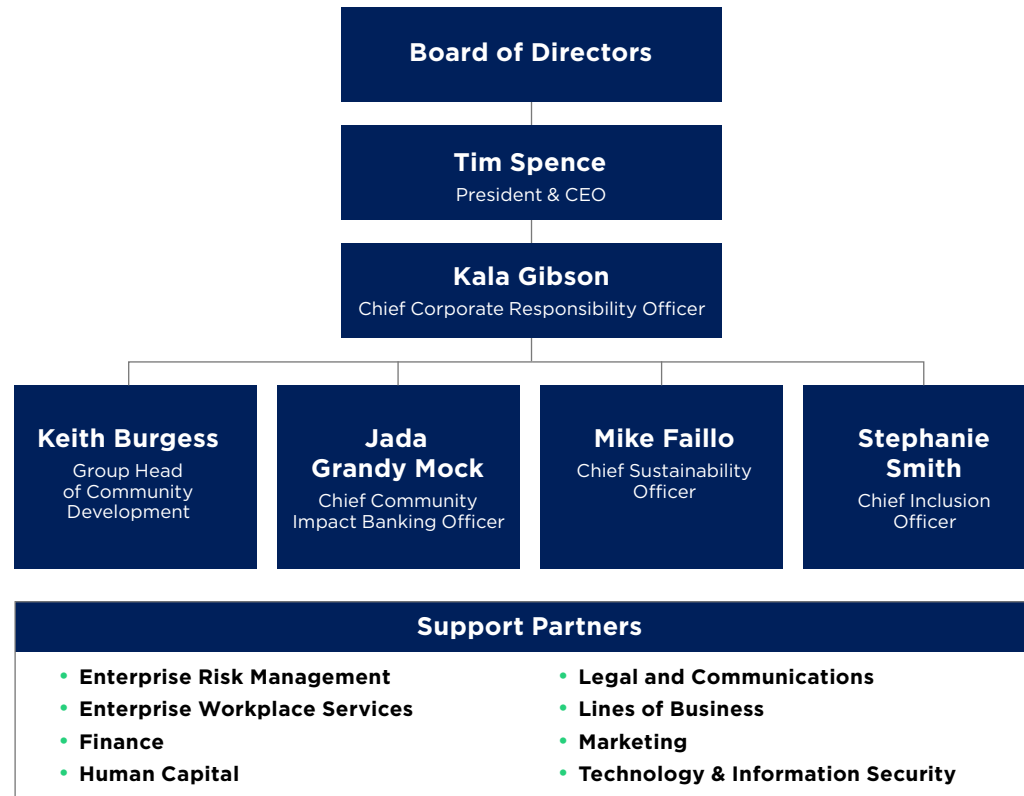 Board of Directors
Tim Spence
President & CEO
Kala Gibson
Chief Corporate Responsibility Officer
Keith Burgess
Group Head
of Community
Development
Jada
Grandy Mock
Chief Community
Impact Banking Officer
Mike Faillo
Chief Sustainability
Officer
Stephanie
Smith
Chief Inclusion
Officer
Support Partners
• Enterprise Risk Management
• Enterprise Workplace Services
• Finance
• Human Capital
• Legal and Communications
• Lines of Business
• Marketing
• Technology & Information Security